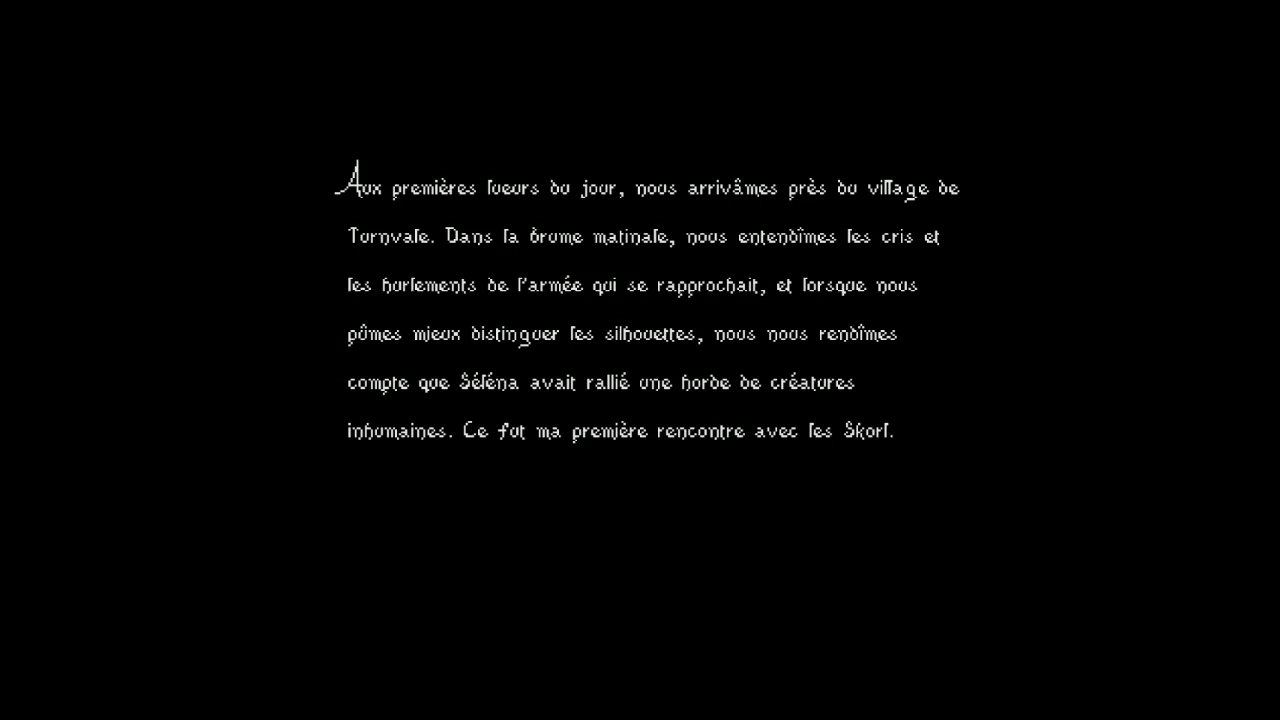 Aux premières lueurs du jour, nous arrivâmes près du village de
Turnvale. Dans la brume matinale, nous entendîmes les cris et
les hurlements de l'armée qui se rapprochait, et lorsque nous
pûmes mieux distinguer les silhouettes, nous nous rendîmes
compte que Séléna avait rallié une horde de créatures
inhumaines. Ce fut ma première rencontre avec les Skorl.